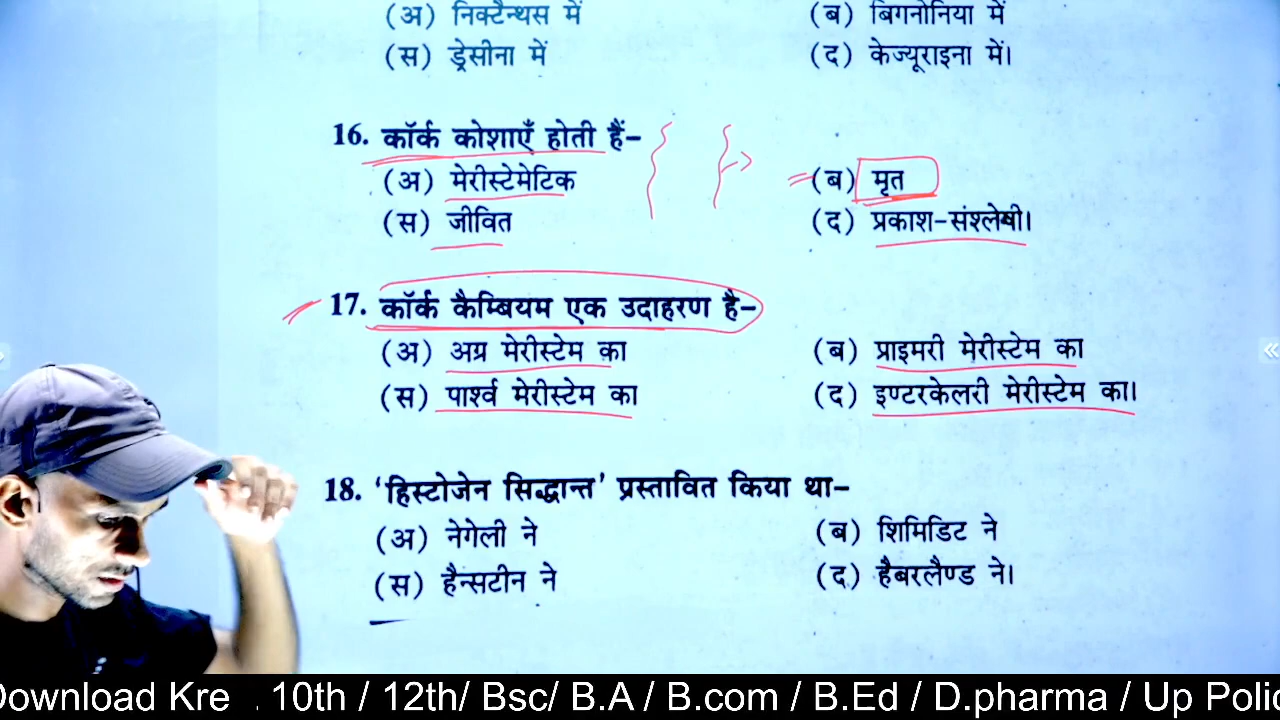 (अ) निक्टैन्थस में (ब) बिगनोनिया में
(स) ड्रेसीना में (द) केज्यूराइना में।
16. कॉर्क कोशाएँ होती हैं–
(अ) मेरीस्टेमेटिक (ब) मृत
(स) जीवित (द) प्रकाश-संश्लेषी।
17. कॉर्क कैम्बियम एक उदाहरण है–
(अ) अग्र मेरीस्टेम का (ब) प्राइमरी मेरीस्टेम का
(स) पार्श्व मेरीस्टेम का (द) इण्टरकेलरी मेरीस्टेम का।
18. 'हिस्टोजेन सिद्धान्त' प्रस्तावित किया था–
(अ) नेगेली ने (ब) शिमिडिट ने
(स) हैन्सटीन ने (द) हैबरलैण्ड ने।
Download Kre . 10th / 12th/ Bsc/ B.A / B.com / B.Ed / D.pharma / Up